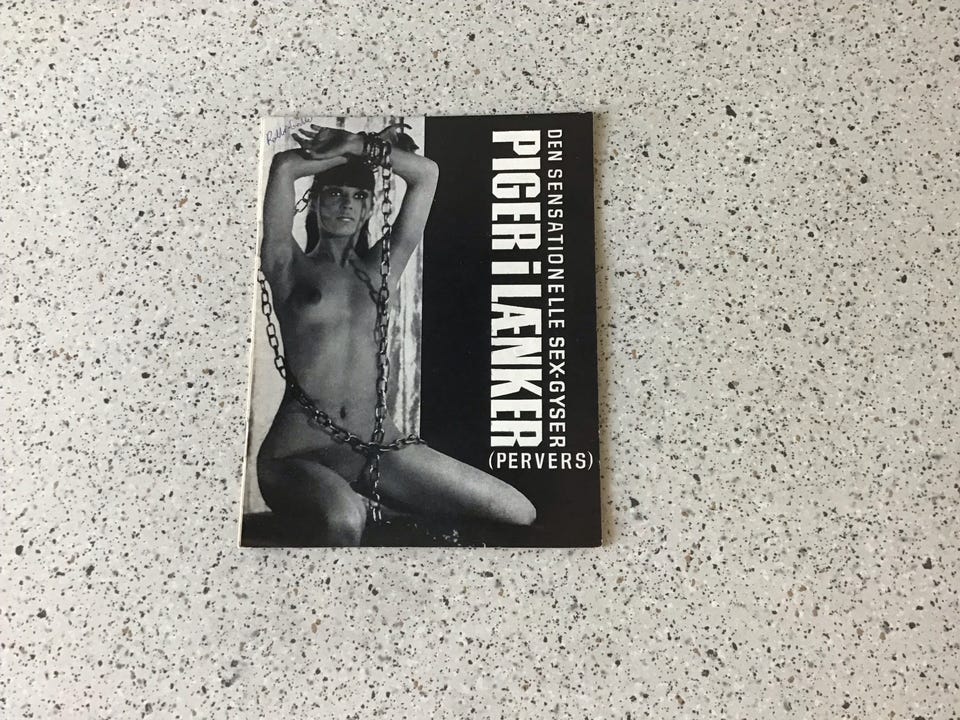 DEN SENSATIONELLE SEX-GYSER
PIGER i LÆNKER
(PERVERS)